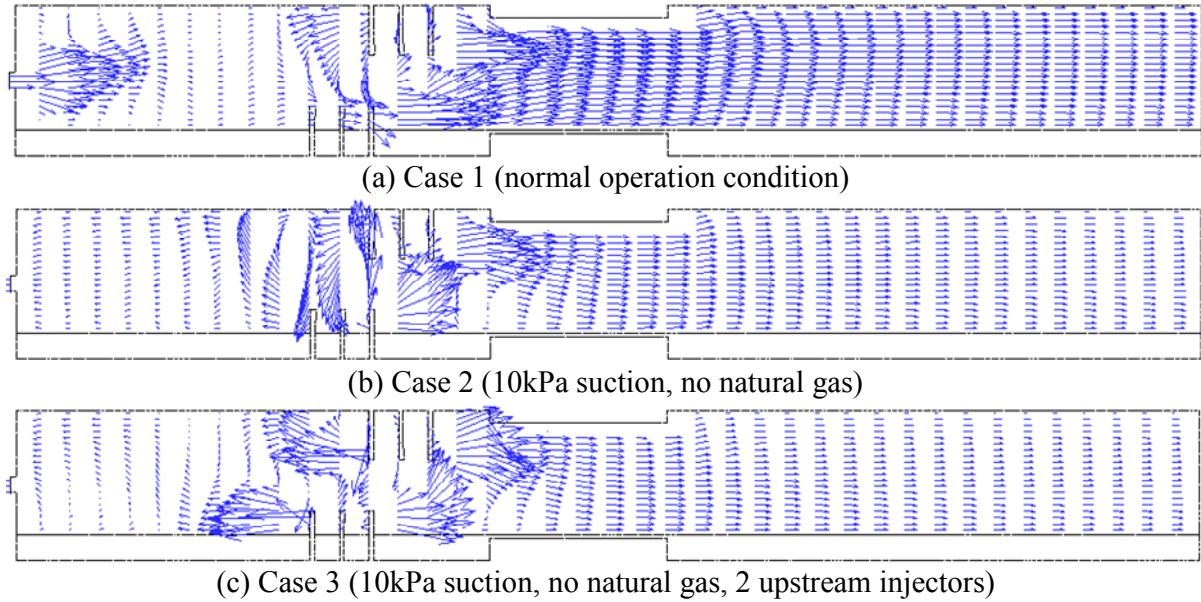 (a) Case 1 (normal operation condition)
(b) Case 2 (10kPa suction, no natural gas)
(c) Case 3 (10kPa suction, no natural gas, 2 upstream injectors)